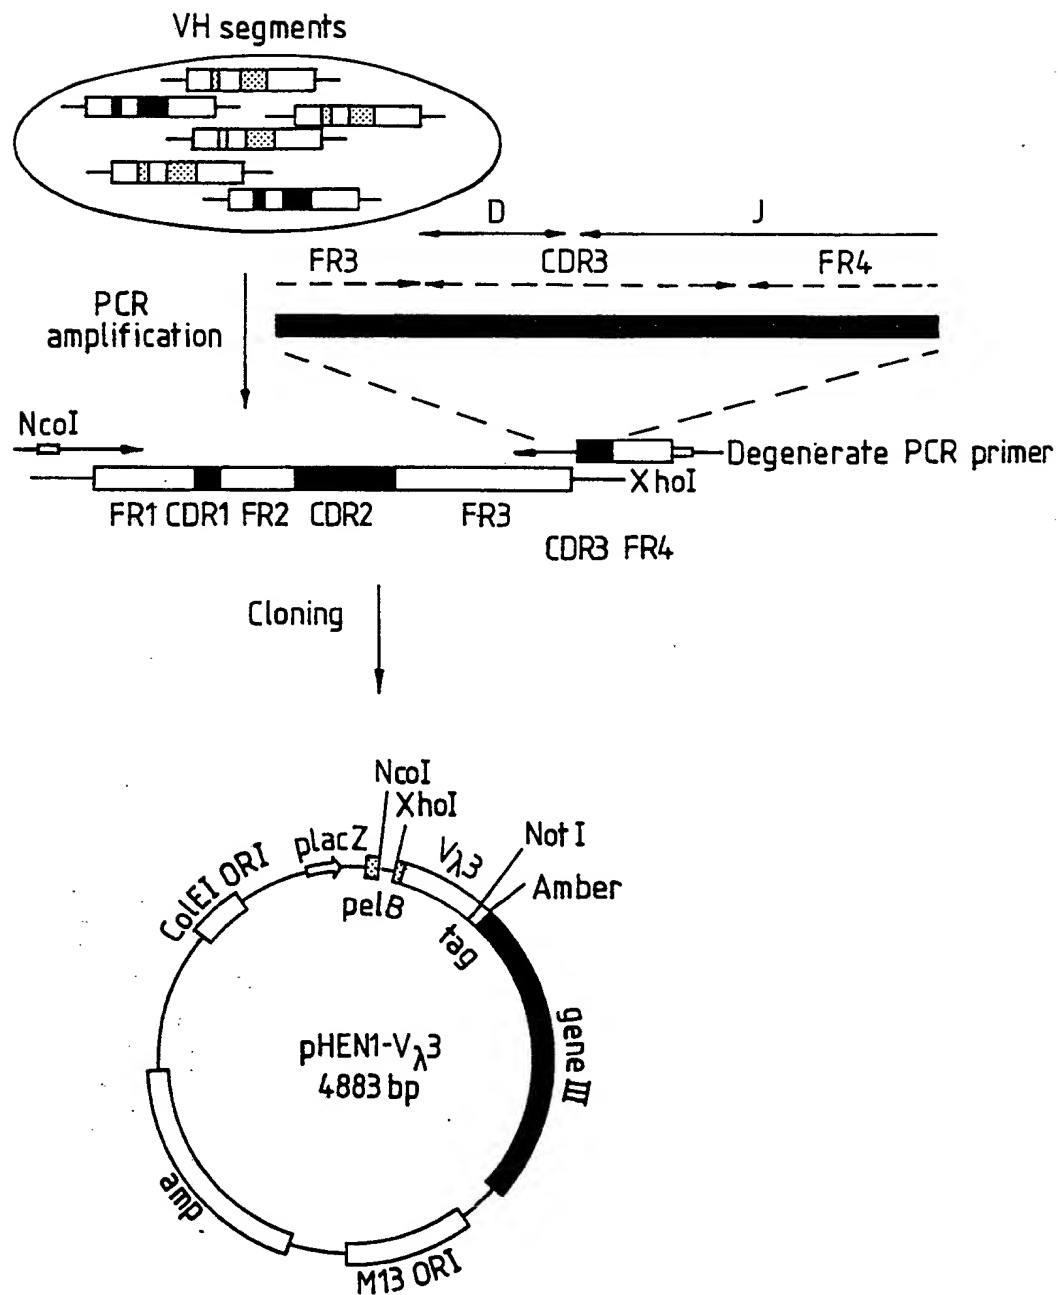 VH segments
D
J
FR3
CDR3
FR4
PCR
amplification
NcoI
Degenerate PCR primer
XhoI
FR1 CDR1 FR2 CDR2 FR3
CDR3 FR4
Cloning
NcoI
XhoI
placZ
Vλ3
NotI
Amber
ColEI ORI
pelB
tag
gene III
pHEN1-Vλ3
4883 bp
amp
M13 ORI